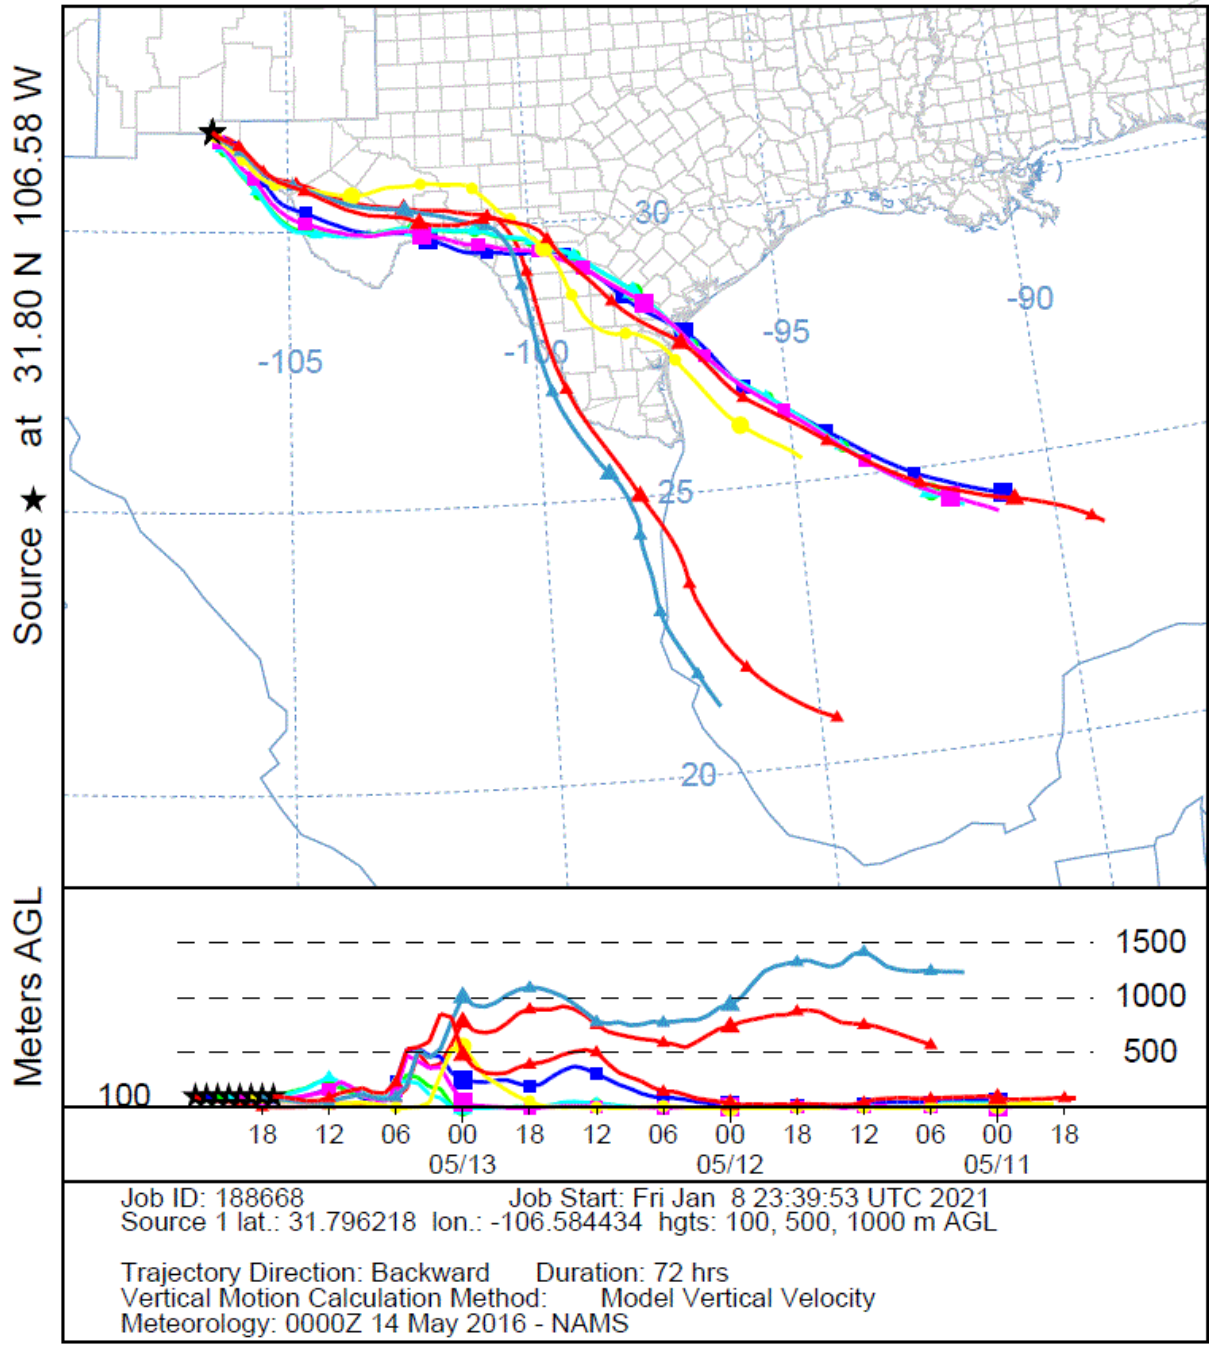 Source ★ at 31.80 N 106.58 W
30
-90
-95
-100
-105
25
20
Meters AGL
1500
1000
500
100
18 12 06 00 18 12 06 00 18 12 06 00 18
05/13 05/12 05/11
Job ID: 188668 Job Start: Fri Jan 8 23:39:53 UTC 2021
Source 1 lat.: 31.796218 lon.: -106.584434 hgts: 100, 500, 1000 m AGL
Trajectory Direction: Backward Duration: 72 hrs
Vertical Motion Calculation Method: Model Vertical Velocity
Meteorology: 0000Z 14 May 2016 - NAMS